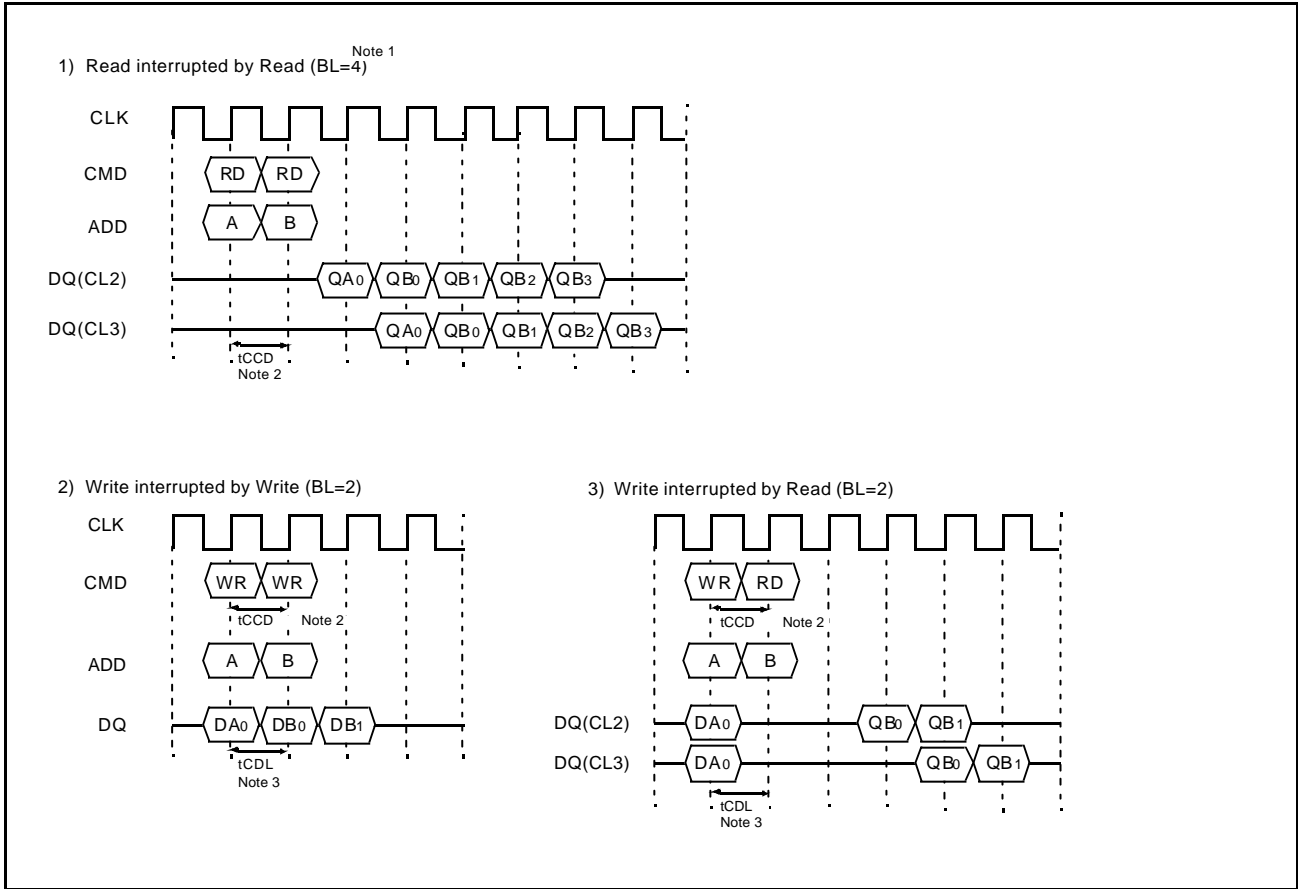 1) Read interrupted by Read (BL=4) Note 1
CLK
CMD RD RD
ADD A B
DQ(CL2) QA0 QB0 QB1 QB2 QB3
DQ(CL3) QA0 QB0 QB1 QB2 QB3
tCCD
Note 2
2) Write interrupted by Write (BL=2)
CLK
CMD WR WR
tCCD Note 2
ADD A B
DQ DA0 DB0 DB1
tCDL
Note 3
3) Write interrupted by Read (BL=2)
WR RD
tCCD Note 2
A B
DQ(CL2) DA0 QB0 QB1
DQ(CL3) DA0 QB0 QB1
tCDL
Note 3